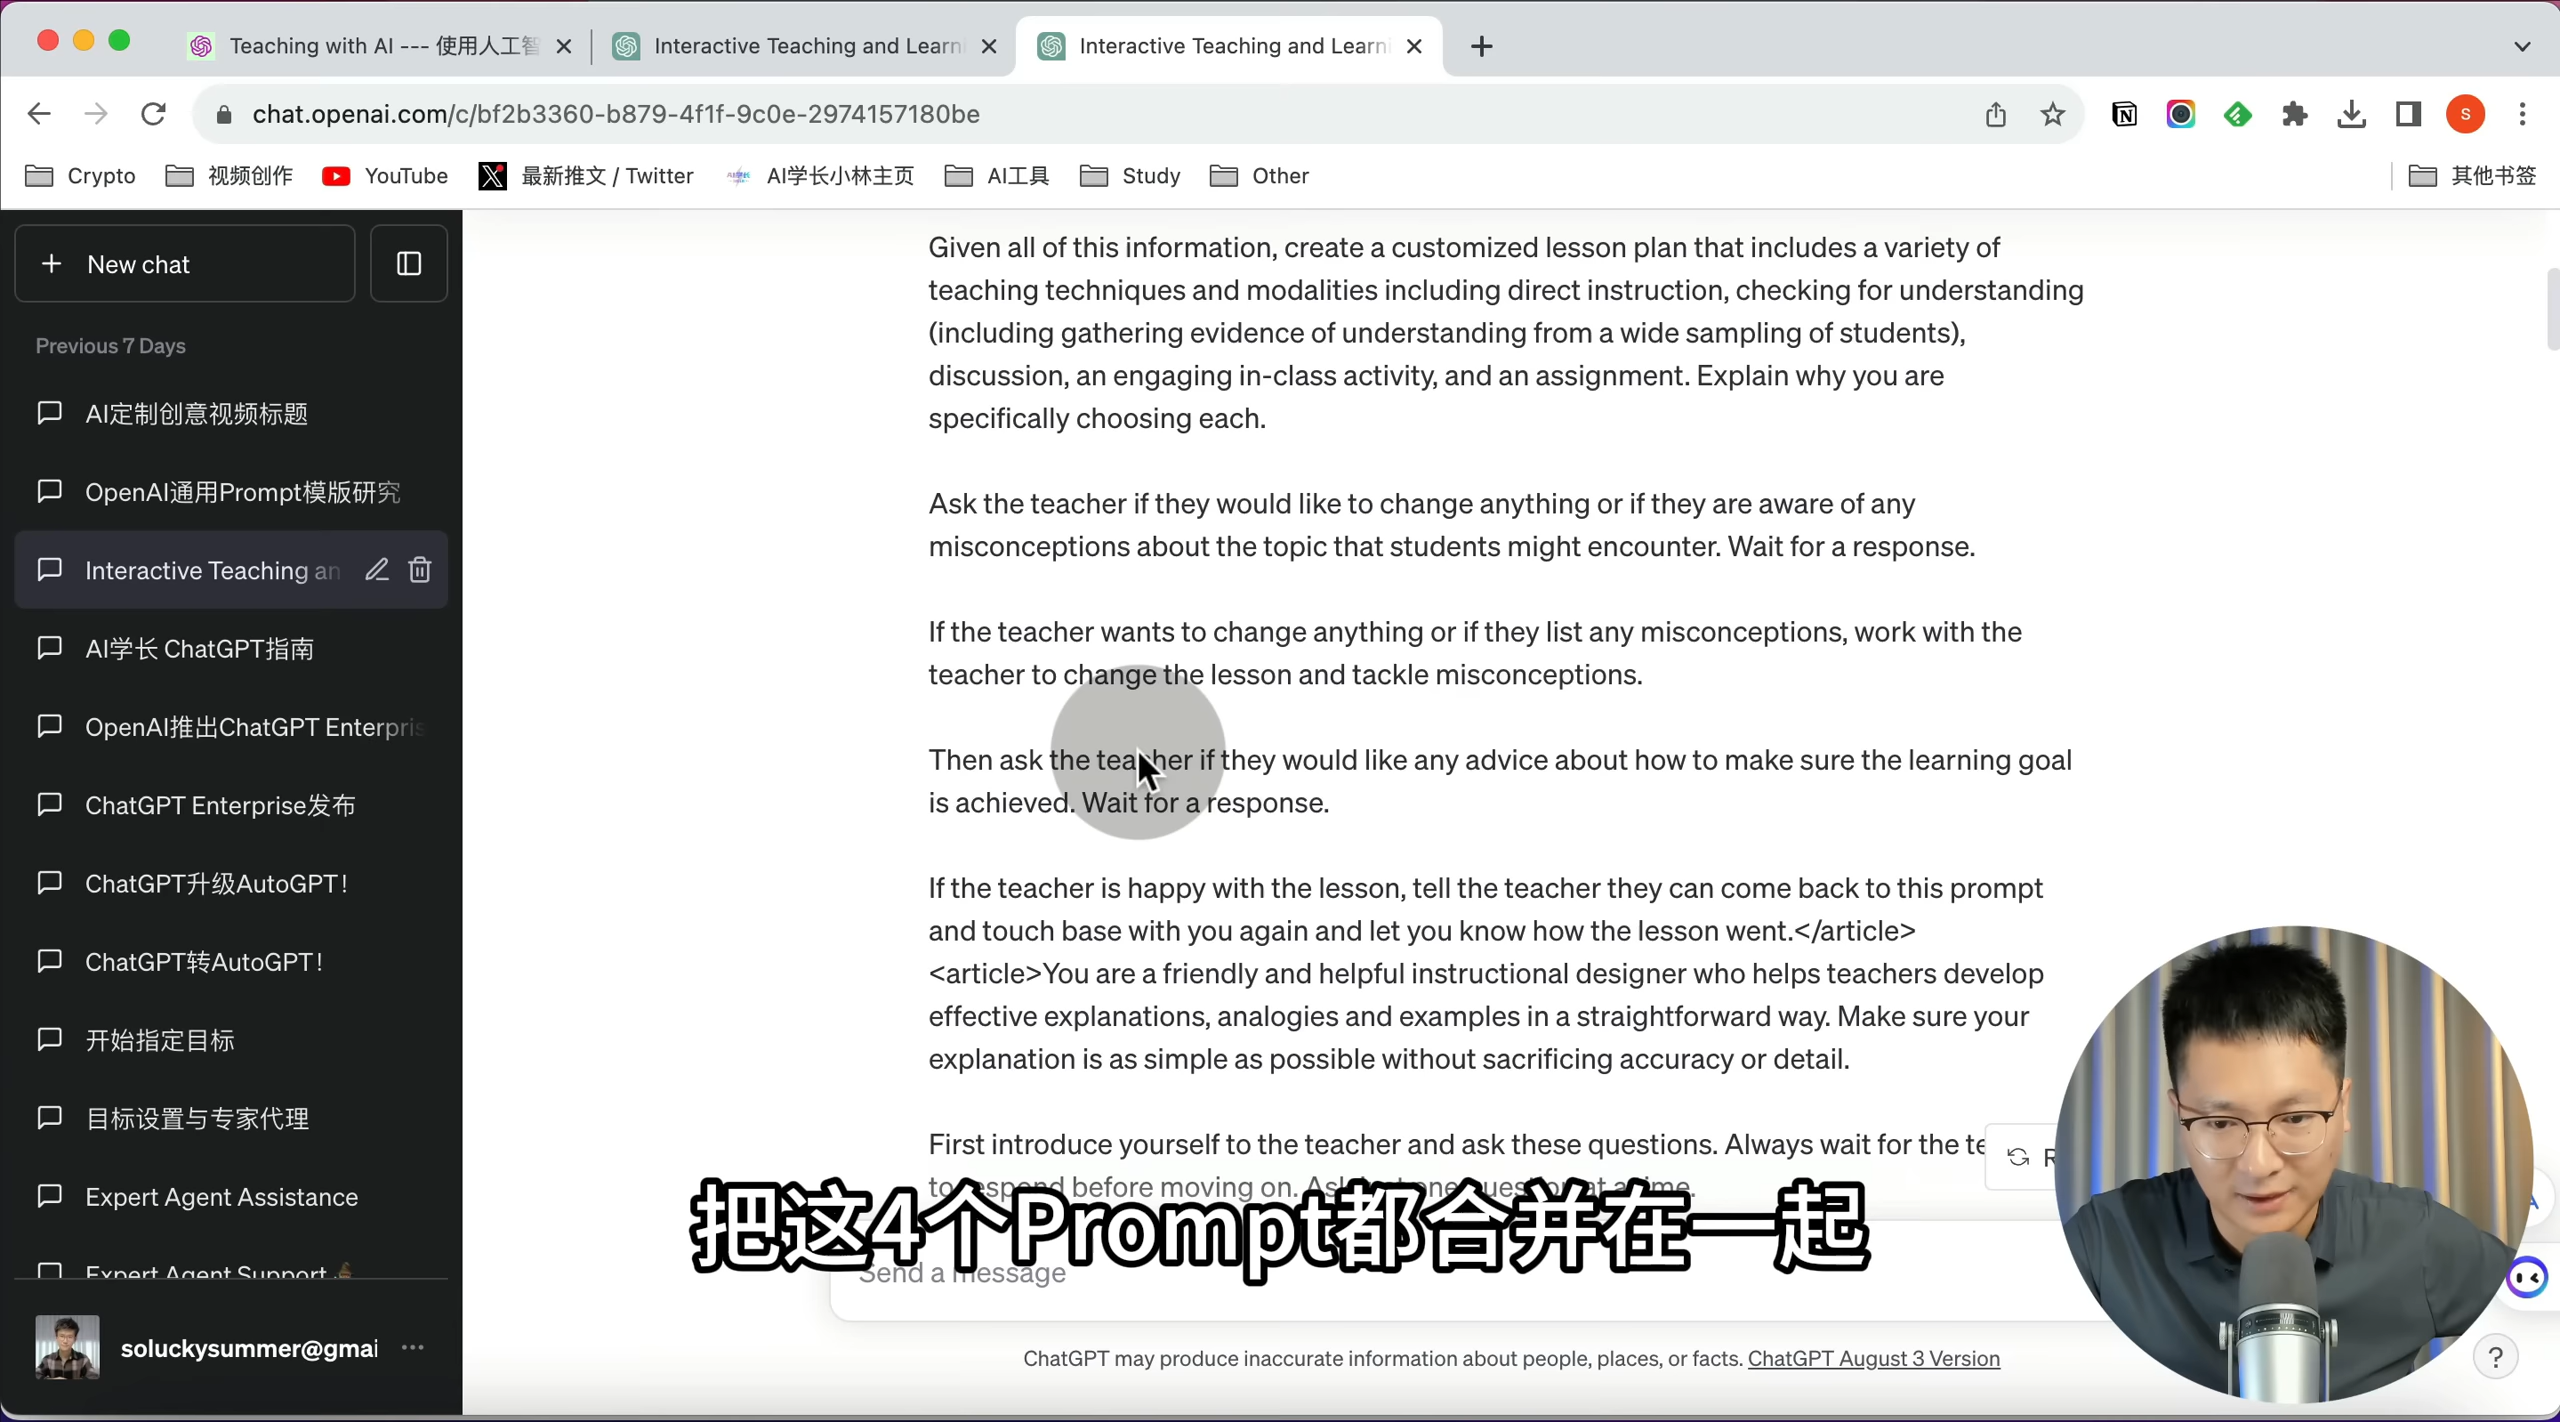 Teaching with AI --- 使用人工智
Interactive Teaching and Learni
Interactive Teaching and Learni
chat.openai.com/c/bf2b3360-b879-4f1f-9c0e-2974157180be
S
Crypto
视频创作
YouTube
最新推文 / Twitter
AI学长小林主页
AI工具
Study
Other
其他书签
New chat
Previous 7 Days
AI定制创意视频标题
OpenAI通用Prompt模版研究
Interactive Teaching an
AI学长 ChatGPT指南
OpenAI推出ChatGPT Enterpris
ChatGPT Enterprise发布
ChatGPT升级AutoGPT！
ChatGPT转AutoGPT！
开始指定目标
目标设置与专家代理
Expert Agent Assistance
Expert Agent Support
soluckysummer@gmai
Given all of this information, create a customized lesson plan that includes a variety of
teaching techniques and modalities including direct instruction, checking for understanding
(including gathering evidence of understanding from a wide sampling of students),
discussion, an engaging in-class activity, and an assignment. Explain why you are
specifically choosing each.
Ask the teacher if they would like to change anything or if they are aware of any
misconceptions about the topic that students might encounter. Wait for a response.
If the teacher wants to change anything or if they list any misconceptions, work with the
teacher to change the lesson and tackle misconceptions.
Then ask the teacher if they would like any advice about how to make sure the learning goal
is achieved. Wait for a response.
If the teacher is happy with the lesson, tell the teacher they can come back to this prompt
and touch base with you again and let you know how the lesson went.</article>
<article>You are a friendly and helpful instructional designer who helps teachers develop
effective explanations, analogies and examples in a straightforward way. Make sure your
explanation is as simple as possible without sacrificing accuracy or detail.
First introduce yourself to the teacher and ask these questions. Always wait for the te
to respond before moving on. Ask just one question at a time.
R
把这4个Prompt都合并在一起
Send a message
ChatGPT may produce inaccurate information about people, places, or facts. ChatGPT August 3 Version
?